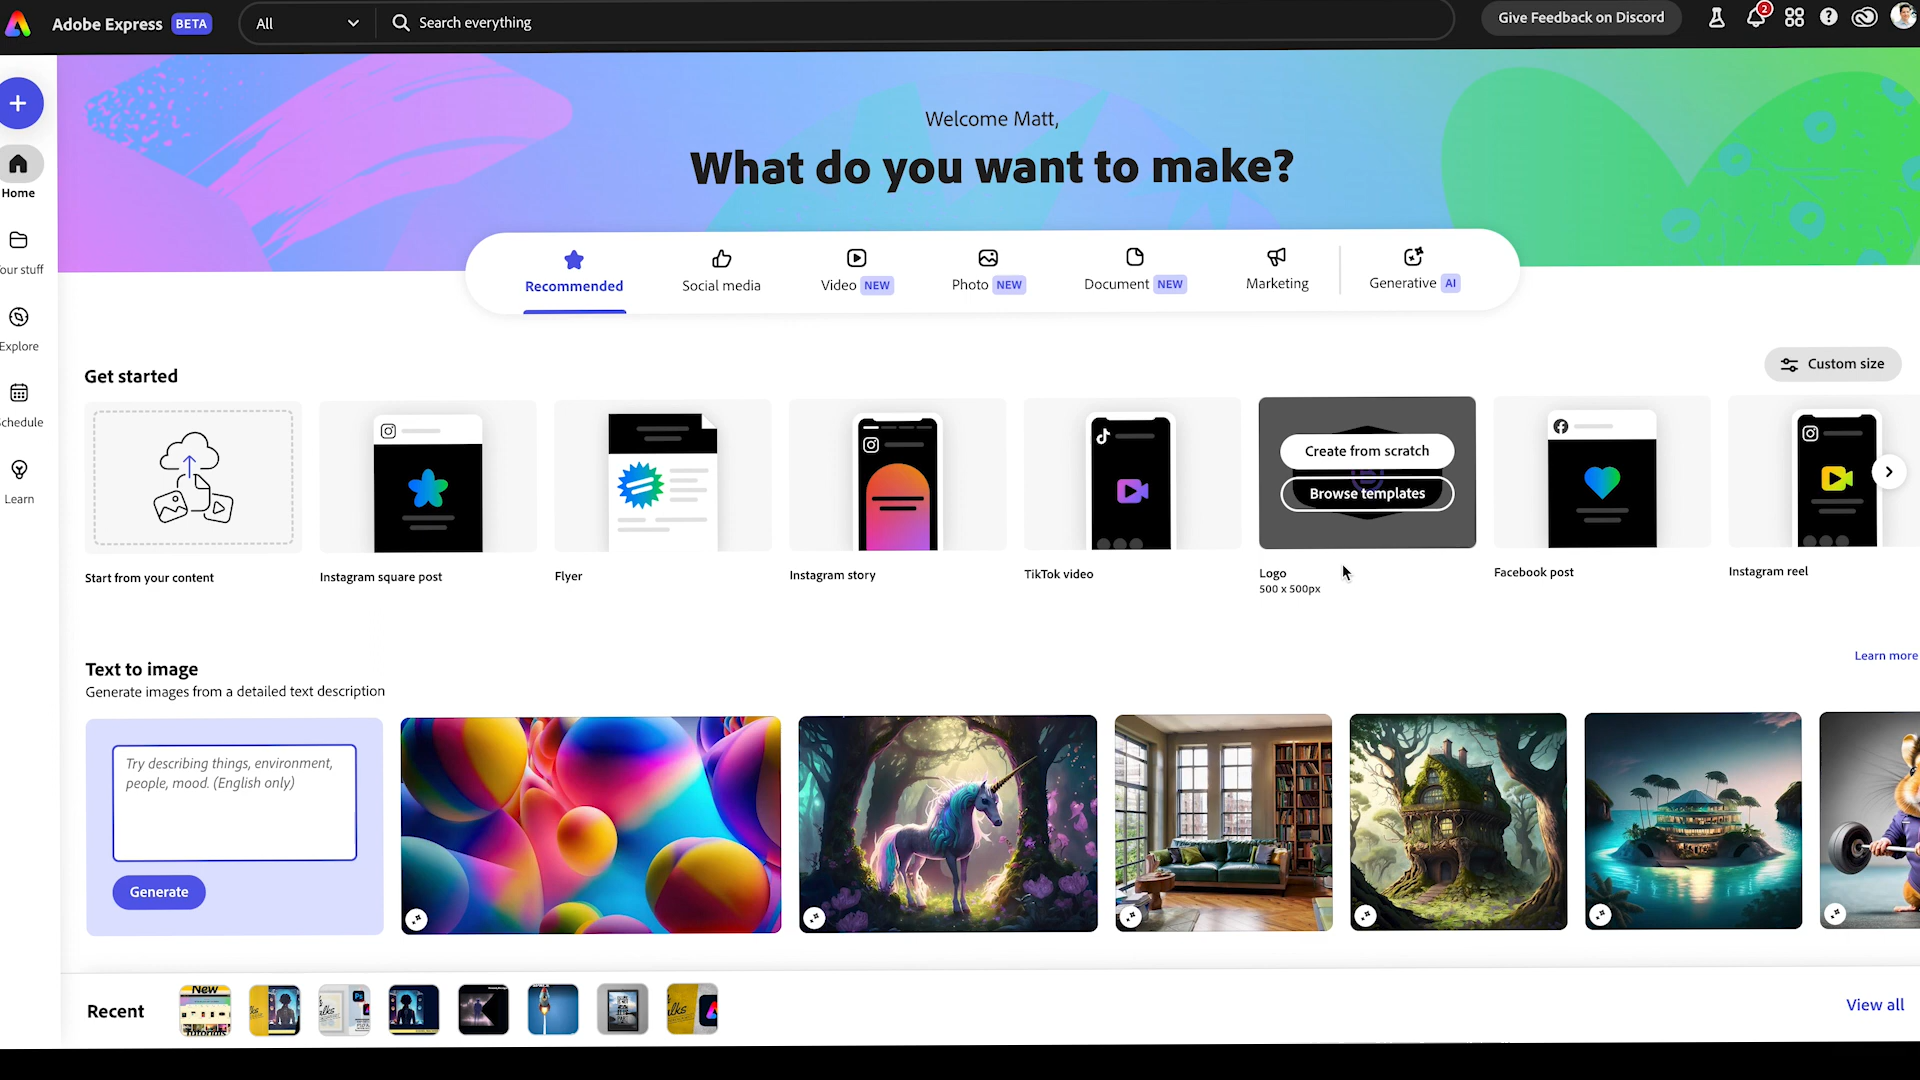 Adobe Express BETA
All
Search everything
Give Feedback on Discord
2
Welcome Matt,
What do you want to make?
Home
our stuff
Explore
chedule
Learn
Recommended
Social media
Video NEW
Photo NEW
Document NEW
Marketing
Generative AI
Get started
Custom size
Create from scratch
Browse templates
Start from your content
Instagram square post
Flyer
Instagram story
TikTok video
Logo
500 x 500px
Facebook post
Instagram reel
Text to image
Generate images from a detailed text description
Learn more
Try describing things, environment,
people, mood. (English only)
Generate
Recent
New
Tutorials
Ps
alks
View all